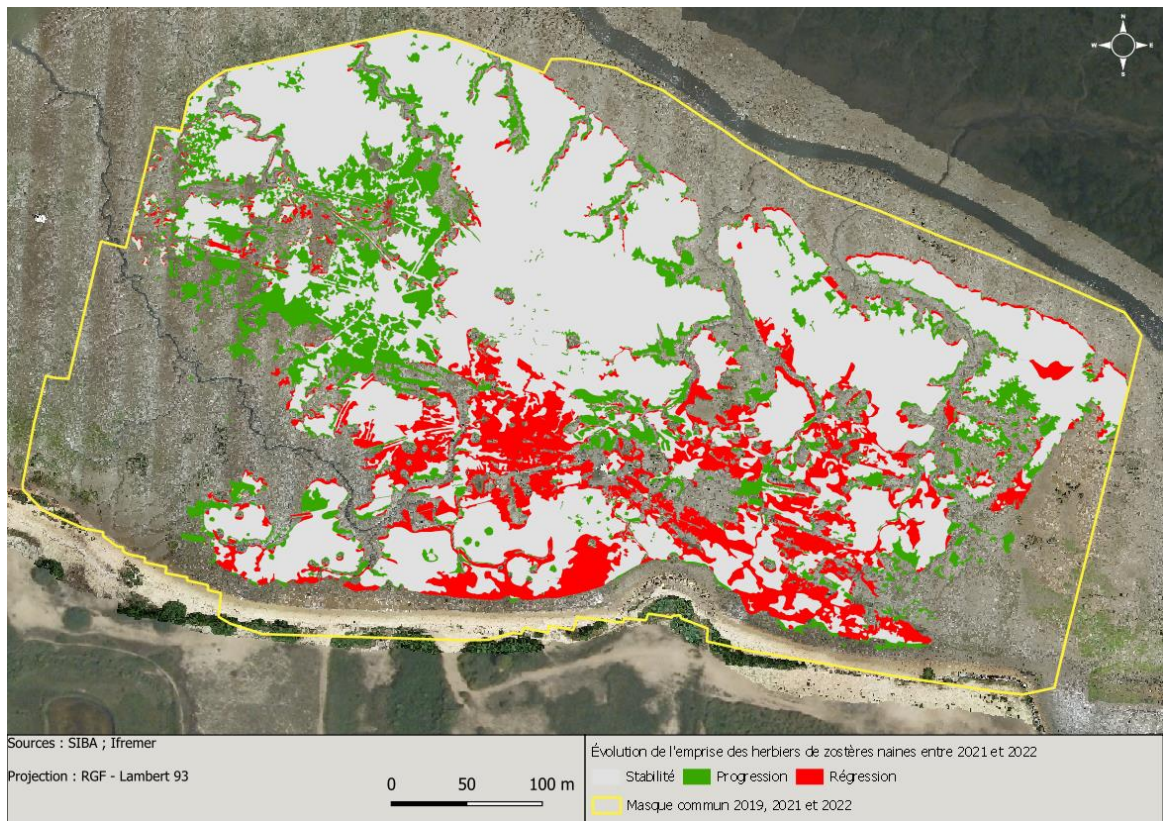 N
W E
S
Sources : SIBA ; Ifremer
Projection : RGF - Lambert 93
0 50 100 m
Évolution de l'emprise des herbiers de zostères naines entre 2021 et 2022
Stabilité Progression Régression
Masque commun 2019, 2021 et 2022